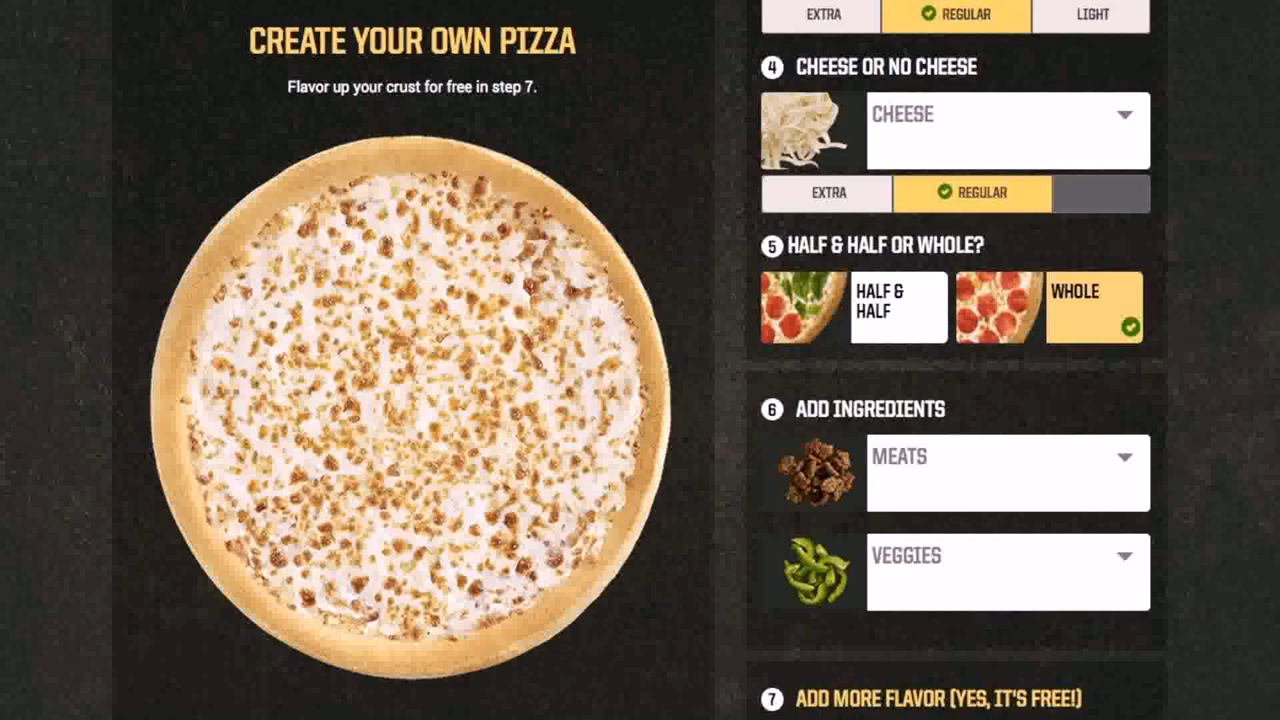 CREATE YOUR OWN PIZZA
Flavor up your crust for free in step 7.
EXTRA
REGULAR
LIGHT
4 CHEESE OR NO CHEESE
CHEESE
EXTRA
REGULAR
5 HALF & HALF OR WHOLE?
HALF &
HALF
WHOLE
6 ADD INGREDIENTS
MEATS
VEGGIES
7 ADD MORE FLAVOR (YES, IT'S FREE!)